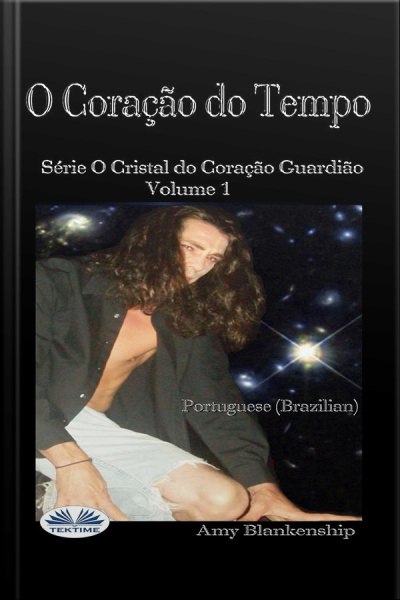 O Coração do Tempo
Série O Cristal do Coração Guardião
Volume 1
Portuguese (Brazilian)
TEKTIME
Amy Blankenship